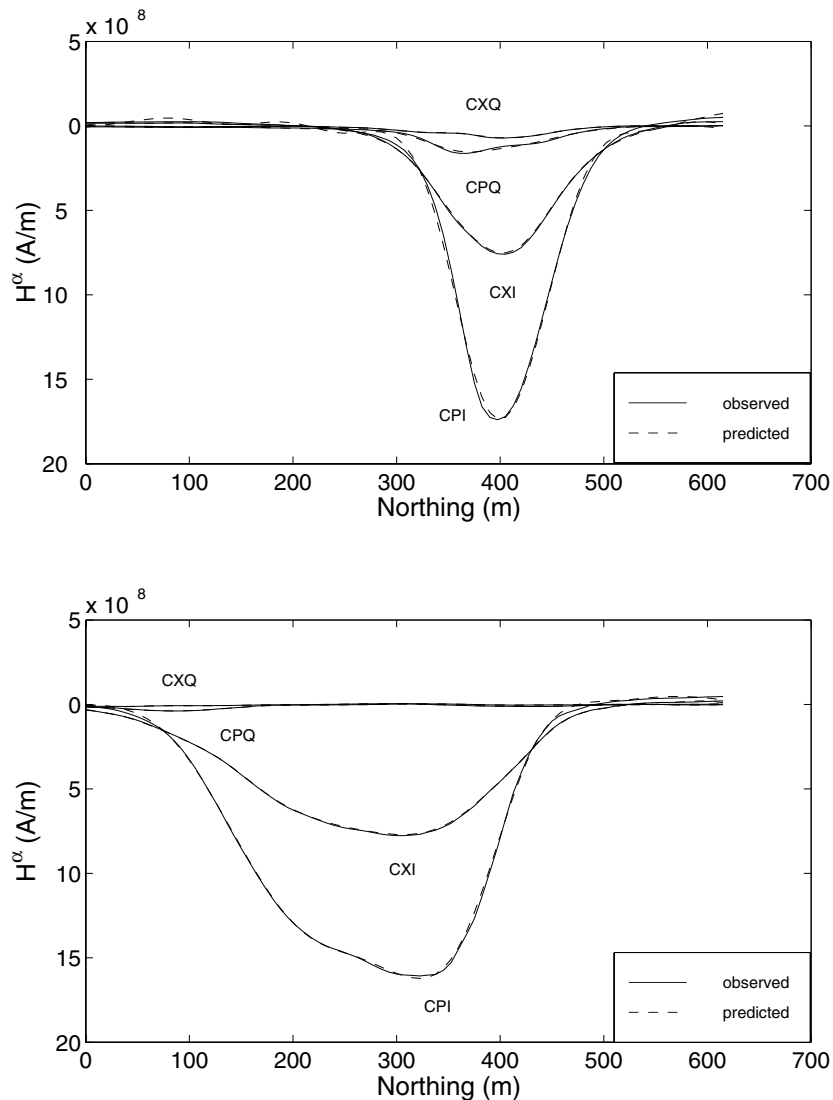 x 10 8
5
0
5
10
15
20
H^α (A/m)
CXQ
CPQ
CXI
CPI
observed
predicted
0 100 200 300 400 500 600 700
Northing (m)
x 10 8
5
0
5
10
15
20
H^α (A/m)
CXQ
CPQ
CXI
CPI
observed
predicted
0 100 200 300 400 500 600 700
Northing (m)